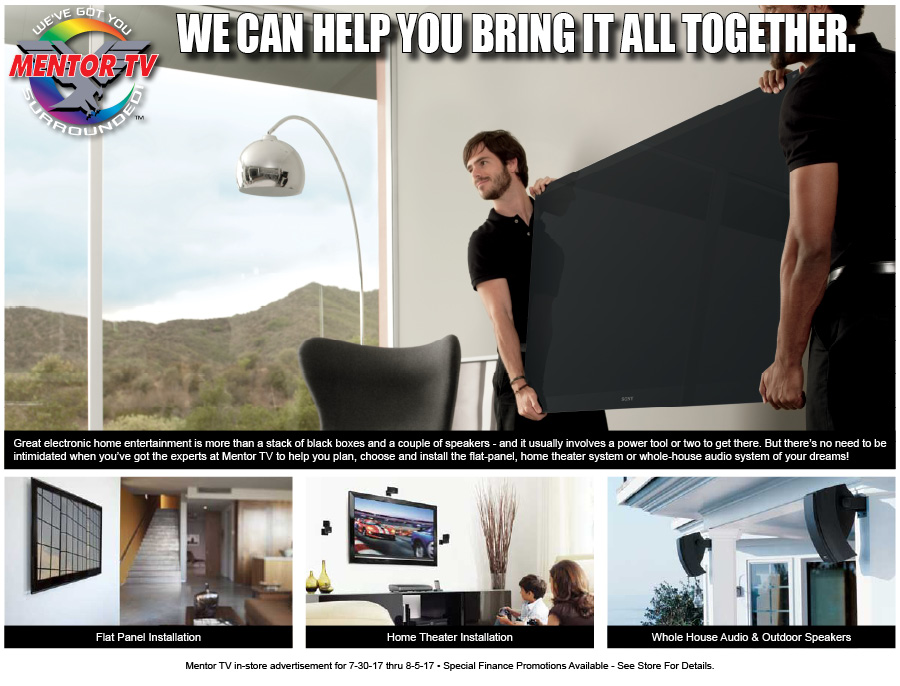 WE'VE GOT YOU
MENTOR TV
SURROUNDED!
TM
WE CAN HELP YOU BRING IT ALL TOGETHER.
SONY
Great electronic home entertainment is more than a stack of black boxes and a couple of speakers - and it usually involves a power tool or two to get there. But there's no need to be
intimidated when you've got the experts at Mentor TV to help you plan, choose and install the flat-panel, home theater system or whole-house audio system of your dreams!
Flat Panel Installation
Home Theater Installation
Whole House Audio & Outdoor Speakers
Mentor TV in-store advertisement for 7-30-17 thru 8-5-17 • Special Finance Promotions Available - See Store For Details.